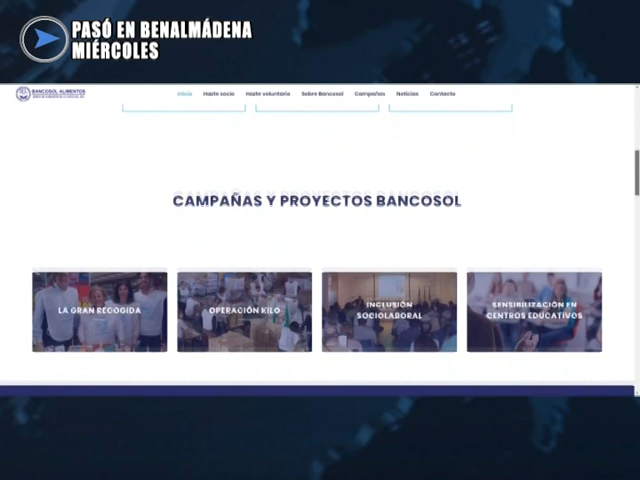 PASÓ EN BENALMÁDENA
MIÉRCOLES
BANCOSOL ALIMENTOS
Inicio Hazte socio Hazte voluntario Sobre Bancosol Campañas Noticias Contacto
CAMPAÑAS Y PROYECTOS BANCOSOL
LA GRAN RECOGIDA
OPERACIÓN KILO
INCLUSIÓN
SOCIOLABORAL
SENSIBILIZACIÓN EN
CENTROS EDUCATIVOS